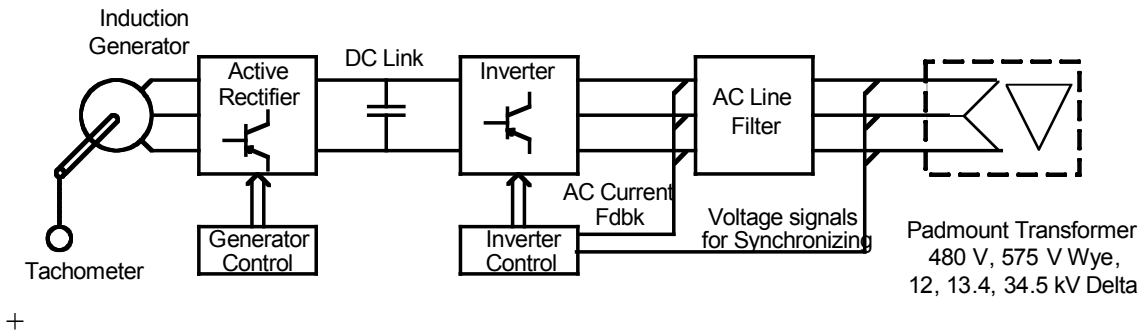 Induction
Generator
Active
Rectifier
DC Link
Inverter
AC Line
Filter
AC Current
Fdbk
Voltage signals
for Synchronizing
Generator
Control
Inverter
Control
Tachometer
Padmount Transformer
480 V, 575 V Wye,
12, 13.4, 34.5 kV Delta
+